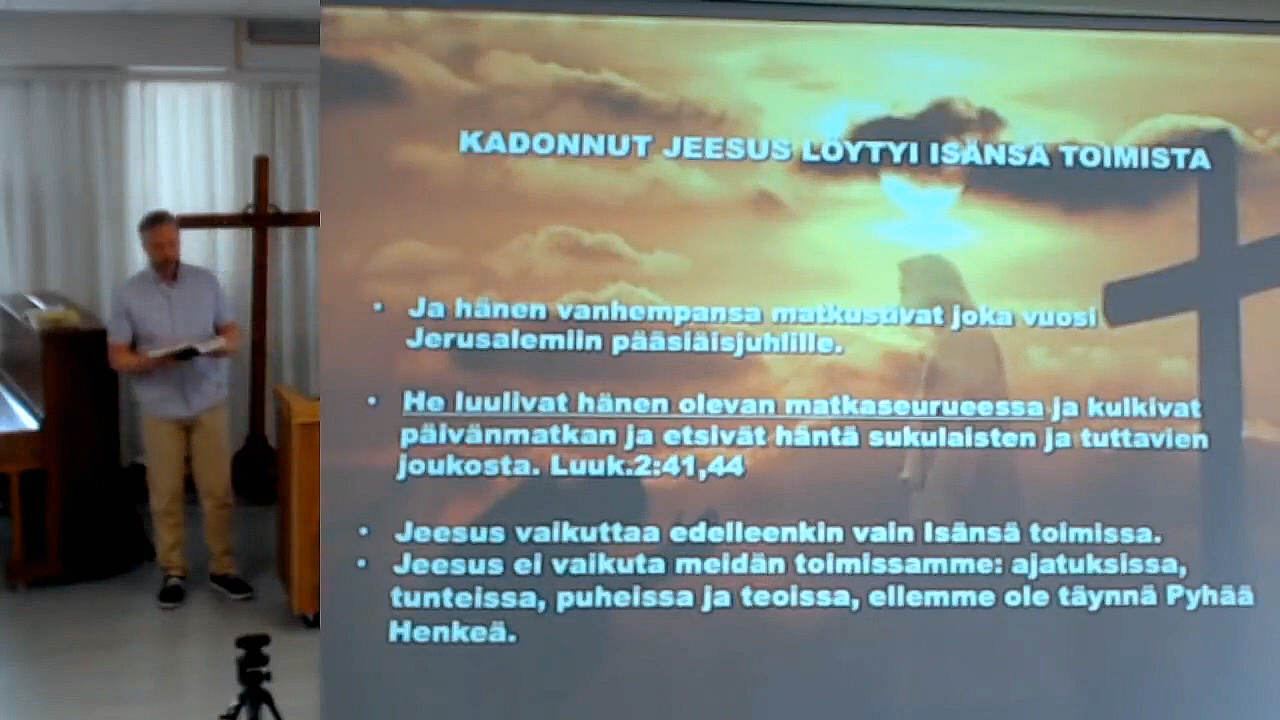 KADONNUT JEESUS LÖYTYI ISÄNSÄ TOIMISTA
• Ja hänen vanhempansa matkustivat joka vuosi
Jerusalemiin pääsiäisjuhlille.
• He luulivat hänen olevan matkaseurueessa ja kulkivat
päivänmatkan ja etsivät häntä sukulaisten ja tuttavien
joukosta. Luuk.2:41,44
• Jeesus vaikuttaa edelleenkin vain Isänsä toimissa.
• Jeesus ei vaikuta meidän toimissamme: ajatuksissa,
tunteissa, puheissa ja teoissa, ellemme ole täynnä Pyhää
Henkeä.